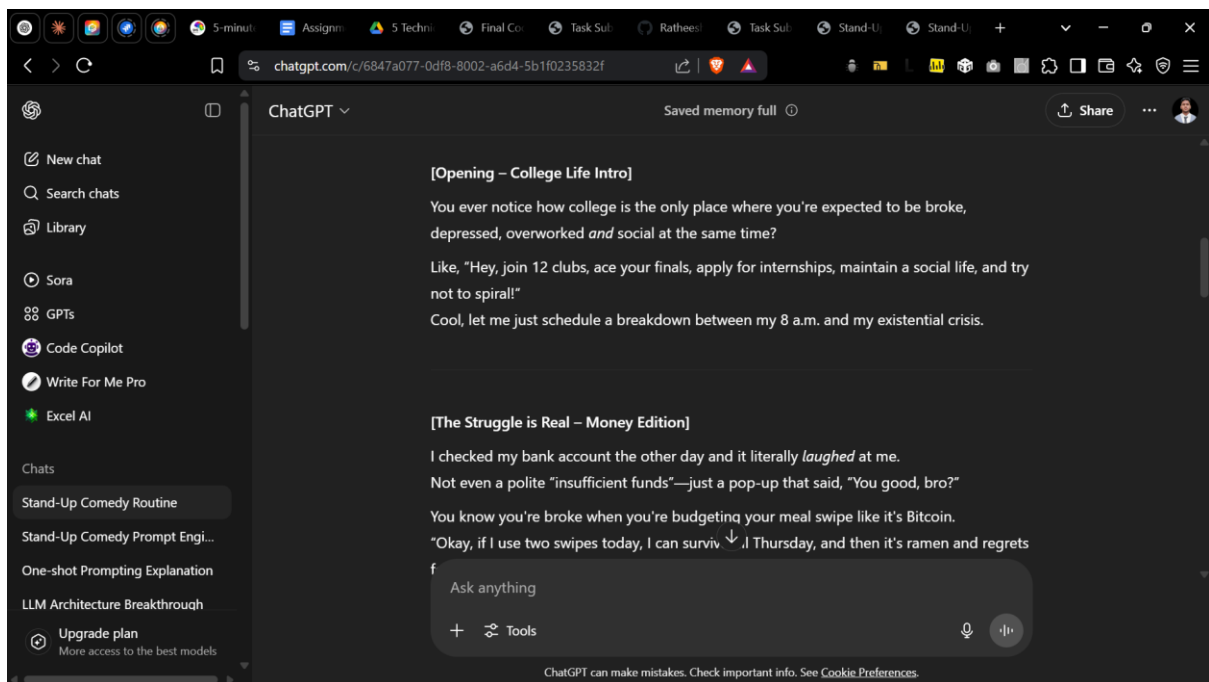 5-minut
Assignm
5 Techni
Final Co
Task Sub
Rathees
Task Sub
Stand-U
Stand-U
chatgpt.com/c/6847a077-0df8-8002-a6d4-5b1f0235832f
ChatGPT
Saved memory full
Share
New chat
Search chats
Library
Sora
GPTs
Code Copilot
Write For Me Pro
Excel AI
Chats
Stand-Up Comedy Routine
Stand-Up Comedy Prompt Engi...
One-shot Prompting Explanation
LLM Architecture Breakthrough
Upgrade plan
More access to the best models
[Opening – College Life Intro]
You ever notice how college is the only place where you're expected to be broke,
depressed, overworked and social at the same time?
Like, "Hey, join 12 clubs, ace your finals, apply for internships, maintain a social life, and try
not to spiral!"
Cool, let me just schedule a breakdown between my 8 a.m. and my existential crisis.
[The Struggle is Real – Money Edition]
I checked my bank account the other day and it literally laughed at me.
Not even a polite "insufficient funds"—just a pop-up that said, "You good, bro?"
You know you're broke when you're budgeting your meal swipe like it's Bitcoin.
"Okay, if I use two swipes today, I can surviv Thursday, and then it's ramen and regrets
Ask anything
Tools
ChatGPT can make mistakes. Check important info. See Cookie Preferences.